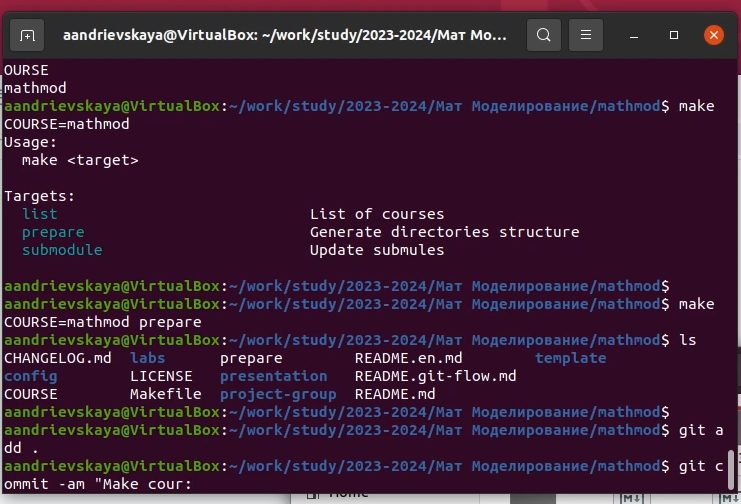 aandrievskaya@VirtualBox: ~/work/study/2023-2024/Мат Мо...
OURSE
mathmod
aandrievskaya@VirtualBox:~/work/study/2023-2024/Мат Моделирование/mathmod$ make
COURSE=mathmod
Usage:
  make <target>

Targets:
  list                            List of courses
  prepare                         Generate directories structure
  submodule                       Update submules

aandrievskaya@VirtualBox:~/work/study/2023-2024/Мат Моделирование/mathmod$
aandrievskaya@VirtualBox:~/work/study/2023-2024/Мат Моделирование/mathmod$ make
COURSE=mathmod prepare
aandrievskaya@VirtualBox:~/work/study/2023-2024/Мат Моделирование/mathmod$ ls
CHANGELOG.md  labs      prepare        README.en.md        template
config        LICENSE   presentation   README.git-flow.md
COURSE        Makefile  project-group  README.md
aandrievskaya@VirtualBox:~/work/study/2023-2024/Мат Моделирование/mathmod$
aandrievskaya@VirtualBox:~/work/study/2023-2024/Мат Моделирование/mathmod$ git a
dd .
aandrievskaya@VirtualBox:~/work/study/2023-2024/Мат Моделирование/mathmod$ git c
ommit -am "Make cour:
Home